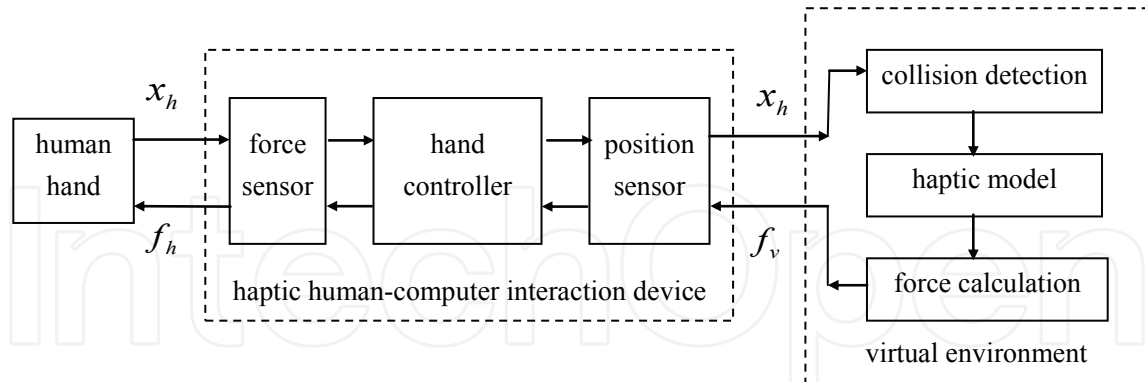 x_h
human
hand
f_h
force
sensor
hand
controller
position
sensor
haptic human-computer interaction device
x_h
f_v
collision detection
haptic model
force calculation
virtual environment
IntechOpen